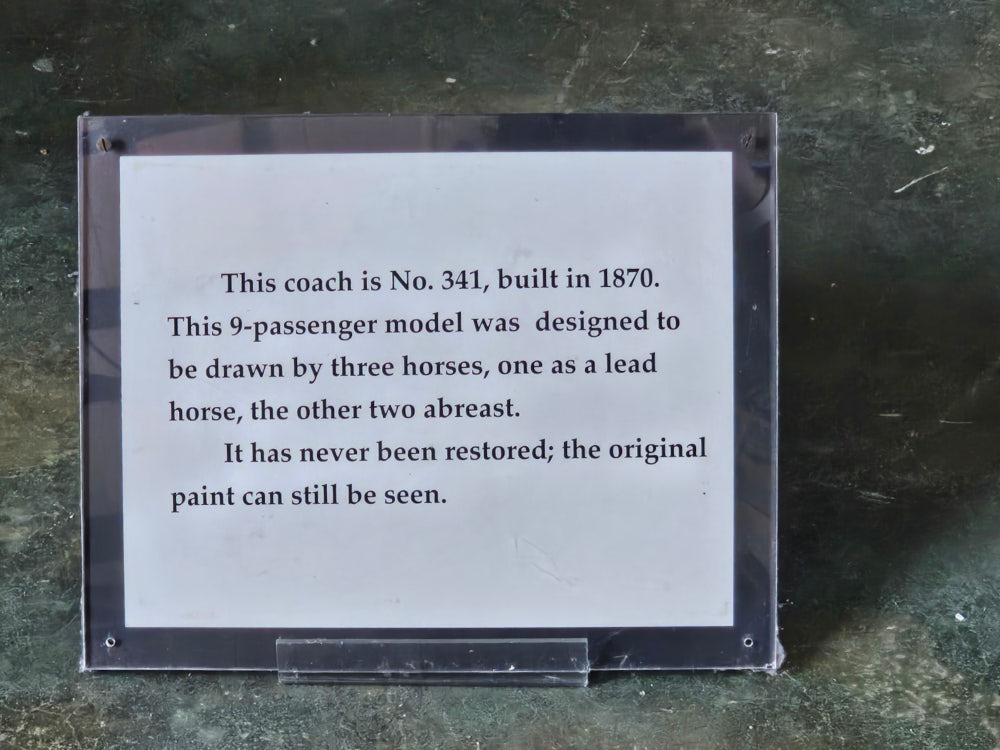 This coach is No. 341, built in 1870.
This 9-passenger model was designed to
be drawn by three horses, one as a lead
horse, the other two abreast.
It has never been restored; the original
paint can still be seen.